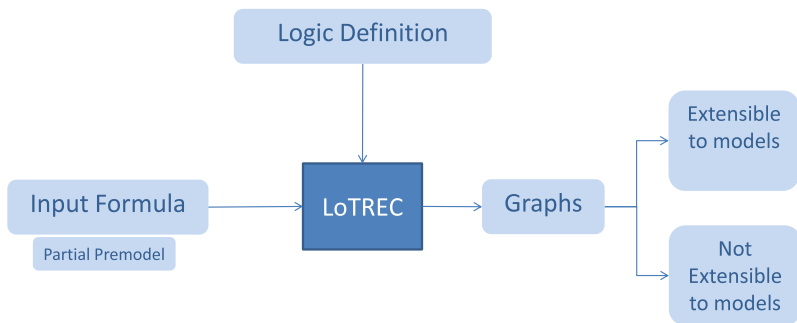 Logic Definition
Input Formula
Partial Premodel
LoTREC
Graphs
Extensible
to models
Not
Extensible
to models